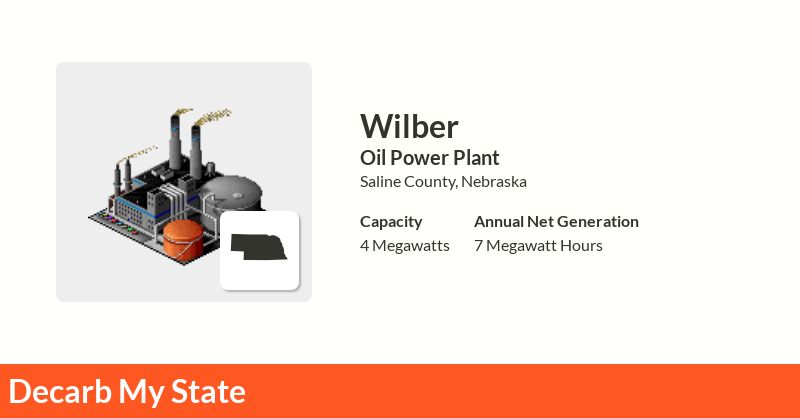 Wilber
Oil Power Plant
Saline County, Nebraska
Capacity Annual Net Generation
4 Megawatts 7 Megawatt Hours
Decarb My State